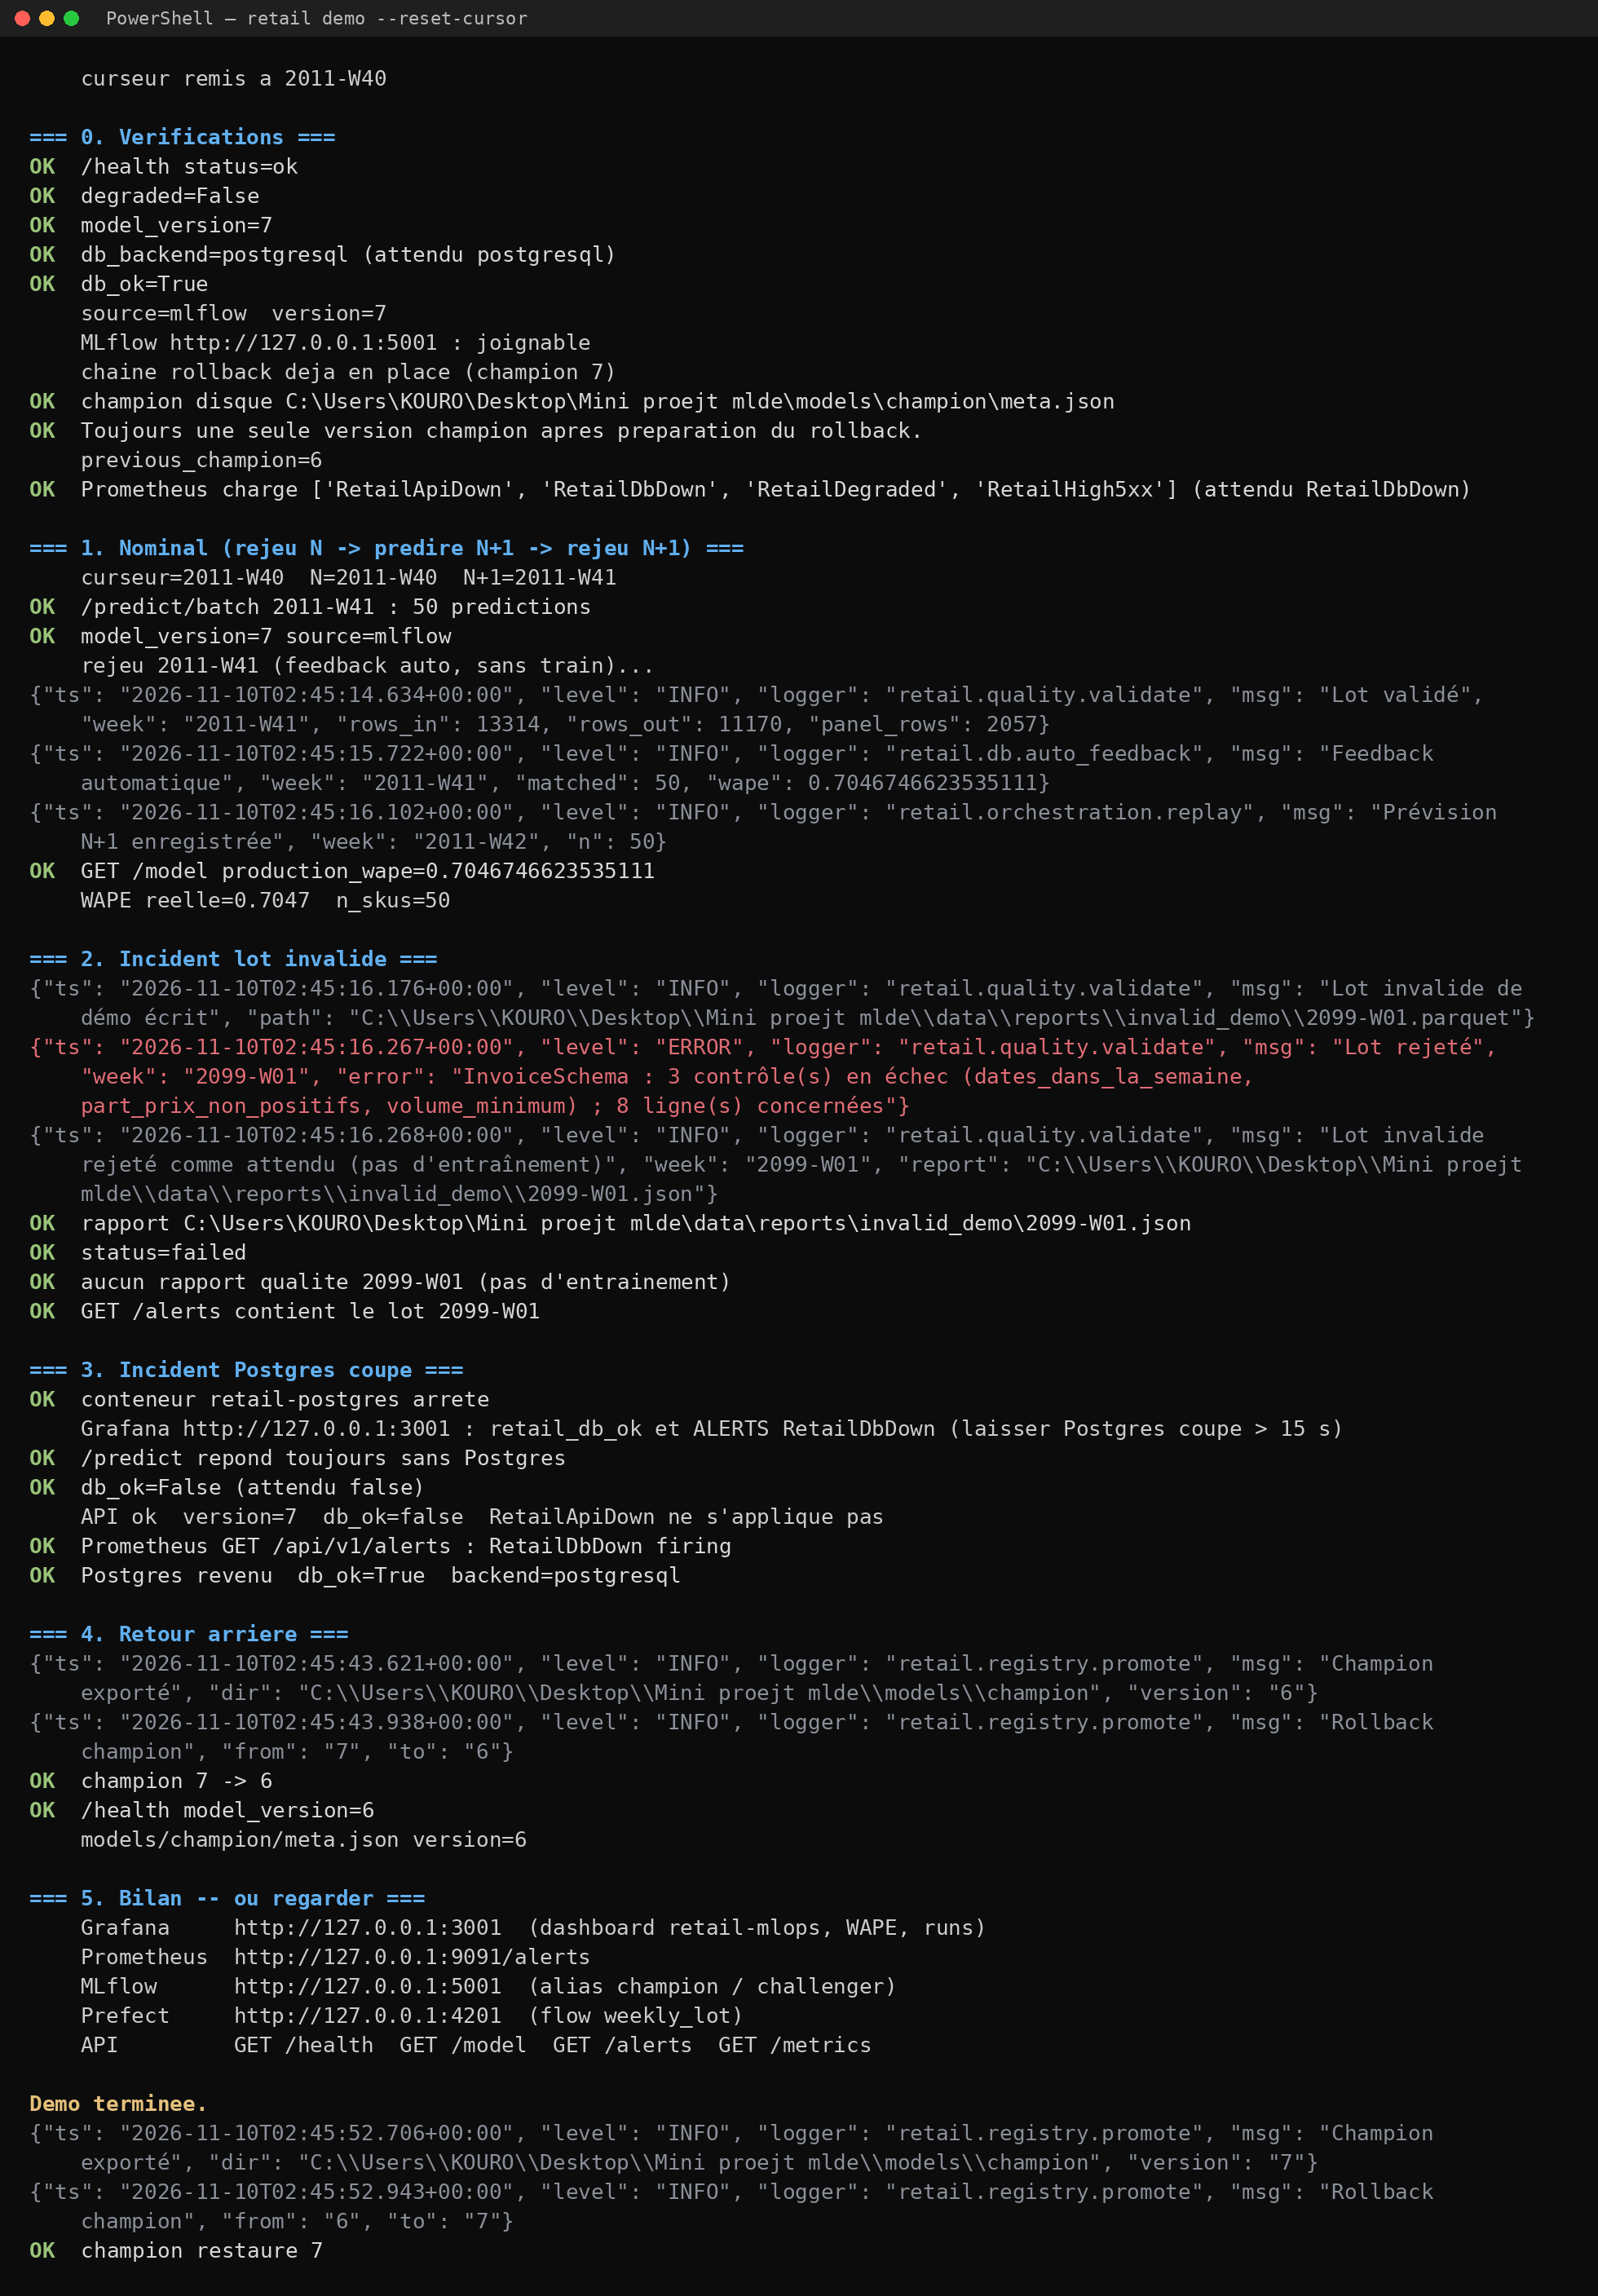 PowerShell — retail demo --reset-cursor
curseur remis a 2011-W40
=== 0. Verifications ===
OK  /health status=ok
OK  degraded=False
OK  model_version=7
OK  db_backend=postgresql (attendu postgresql)
OK  db_ok=True
source=mlflow  version=7
MLflow http://127.0.0.1:5001 : joignable
chaine rollback deja en place (champion 7)
OK  champion disque C:\Users\KOURO\Desktop\Mini proejt mlde\models\champion\meta.json
OK  Toujours une seule version champion apres preparation du rollback.
previous_champion=6
OK  Prometheus charge ['RetailApiDown', 'RetailDbDown', 'RetailDegraded', 'RetailHigh5xx'] (attendu RetailDbDown)
=== 1. Nominal (rejeu N -> predire N+1 -> rejeu N+1) ===
curseur=2011-W40  N=2011-W40  N+1=2011-W41
OK  /predict/batch 2011-W41 : 50 predictions
OK  model_version=7 source=mlflow
rejeu 2011-W41 (feedback auto, sans train)...
{"ts": "2026-11-10T02:45:14.634+00:00", "level": "INFO", "logger": "retail.quality.validate", "msg": "Lot validé",
"week": "2011-W41", "rows_in": 13314, "rows_out": 11170, "panel_rows": 2057}
{"ts": "2026-11-10T02:45:15.722+00:00", "level": "INFO", "logger": "retail.db.auto_feedback", "msg": "Feedback
automatique", "week": "2011-W41", "matched": 50, "wape": 0.7046746623535111}
{"ts": "2026-11-10T02:45:16.102+00:00", "level": "INFO", "logger": "retail.orchestration.replay", "msg": "Prévision
N+1 enregistrée", "week": "2011-W42", "n": 50}
OK  GET /model production_wape=0.7046746623535111
WAPE reelle=0.7047  n_skus=50
=== 2. Incident lot invalide ===
{"ts": "2026-11-10T02:45:16.176+00:00", "level": "INFO", "logger": "retail.quality.validate", "msg": "Lot invalide de
démo écrit", "path": "C:\\Users\\KOURO\\Desktop\\Mini proejt mlde\\data\\reports\\invalid_demo\\2099-W01.parquet"}
{"ts": "2026-11-10T02:45:16.267+00:00", "level": "ERROR", "logger": "retail.quality.validate", "msg": "Lot rejeté",
"week": "2099-W01", "error": "InvoiceSchema : 3 contrôle(s) en échec (dates_dans_la_semaine,
part_prix_non_positifs, volume_minimum) ; 8 ligne(s) concernées"}
{"ts": "2026-11-10T02:45:16.268+00:00", "level": "INFO", "logger": "retail.quality.validate", "msg": "Lot invalide
rejeté comme attendu (pas d'entraînement)", "week": "2099-W01", "report": "C:\\Users\\KOURO\\Desktop\\Mini proejt
mlde\\data\\reports\\invalid_demo\\2099-W01.json"}
OK  rapport C:\Users\KOURO\Desktop\Mini proejt mlde\data\reports\invalid_demo\2099-W01.json
OK  status=failed
OK  aucun rapport qualite 2099-W01 (pas d'entrainement)
OK  GET /alerts contient le lot 2099-W01
=== 3. Incident Postgres coupe ===
OK  conteneur retail-postgres arrete
Grafana http://127.0.0.1:3001 : retail_db_ok et ALERTS RetailDbDown (laisser Postgres coupe > 15 s)
OK  /predict repond toujours sans Postgres
OK  db_ok=False (attendu false)
API ok  version=7  db_ok=false  RetailApiDown ne s'applique pas
OK  Prometheus GET /api/v1/alerts : RetailDbDown firing
OK  Postgres revenu  db_ok=True  backend=postgresql
=== 4. Retour arriere ===
{"ts": "2026-11-10T02:45:43.621+00:00", "level": "INFO", "logger": "retail.registry.promote", "msg": "Champion
exporté", "dir": "C:\\Users\\KOURO\\Desktop\\Mini proejt mlde\\models\\champion", "version": "6"}
{"ts": "2026-11-10T02:45:43.938+00:00", "level": "INFO", "logger": "retail.registry.promote", "msg": "Rollback
champion", "from": "7", "to": "6"}
OK  champion 7 -> 6
OK  /health model_version=6
models/champion/meta.json version=6
=== 5. Bilan -- ou regarder ===
Grafana     http://127.0.0.1:3001  (dashboard retail-mlops, WAPE, runs)
Prometheus  http://127.0.0.1:9091/alerts
MLflow      http://127.0.0.1:5001  (alias champion / challenger)
Prefect     http://127.0.0.1:4201  (flow weekly_lot)
API         GET /health  GET /model  GET /alerts  GET /metrics
Demo terminee.
{"ts": "2026-11-10T02:45:52.706+00:00", "level": "INFO", "logger": "retail.registry.promote", "msg": "Champion
exporté", "dir": "C:\\Users\\KOURO\\Desktop\\Mini proejt mlde\\models\\champion", "version": "7"}
{"ts": "2026-11-10T02:45:52.943+00:00", "level": "INFO", "logger": "retail.registry.promote", "msg": "Rollback
champion", "from": "6", "to": "7"}
OK  champion restaure 7